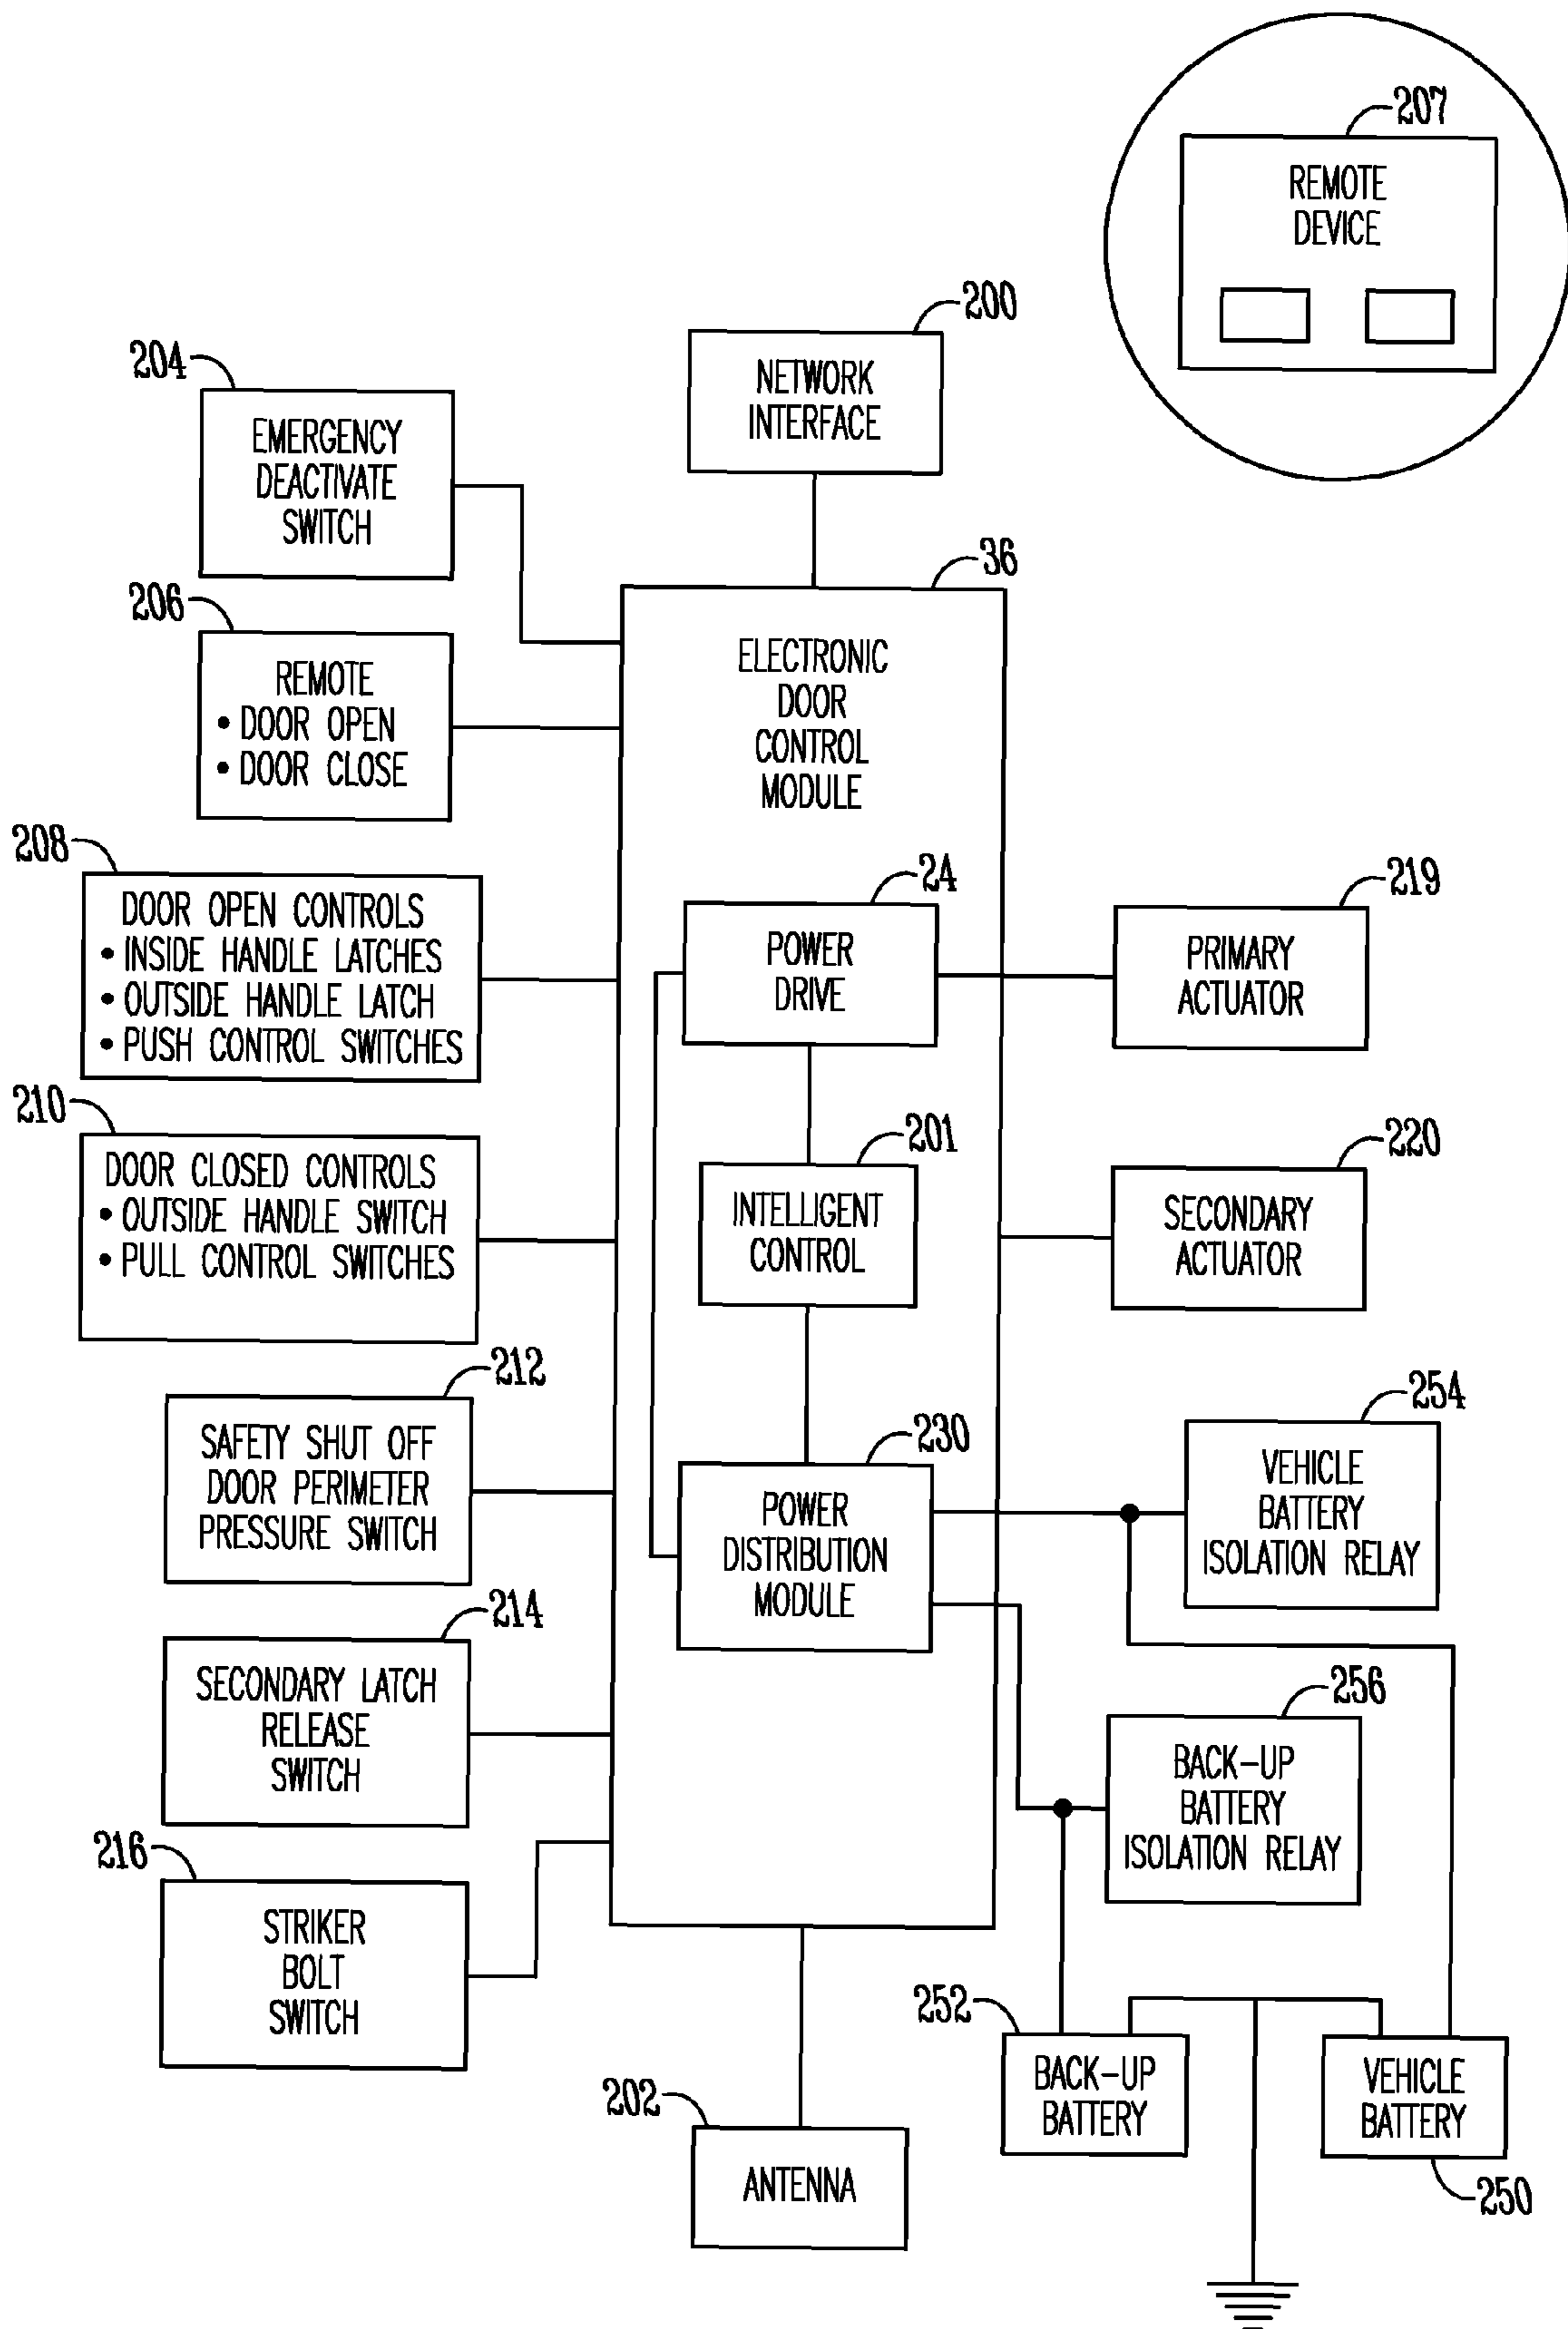 207
REMOTE
DEVICE
200
NETWORK
INTERFACE
204
EMERGENCY
DEACTIVATE
SWITCH
36
ELECTRONIC
DOOR
CONTROL
MODULE
206
REMOTE
• DOOR OPEN
• DOOR CLOSE
208
DOOR OPEN CONTROLS
• INSIDE HANDLE LATCHES
• OUTSIDE HANDLE LATCH
• PUSH CONTROL SWITCHES
24
POWER
DRIVE
219
PRIMARY
ACTUATOR
210
DOOR CLOSED CONTROLS
• OUTSIDE HANDLE SWITCH
• PULL CONTROL SWITCHES
201
INTELLIGENT
CONTROL
220
SECONDARY
ACTUATOR
212
SAFETY SHUT OFF
DOOR PERIMETER
PRESSURE SWITCH
230
POWER
DISTRIBUTION
MODULE
254
VEHICLE
BATTERY
ISOLATION RELAY
214
SECONDARY LATCH
RELEASE
SWITCH
256
BACK-UP
BATTERY
ISOLATION RELAY
216
STRIKER
BOLT
SWITCH
252
BACK-UP
BATTERY
VEHICLE
BATTERY
250
202
ANTENNA